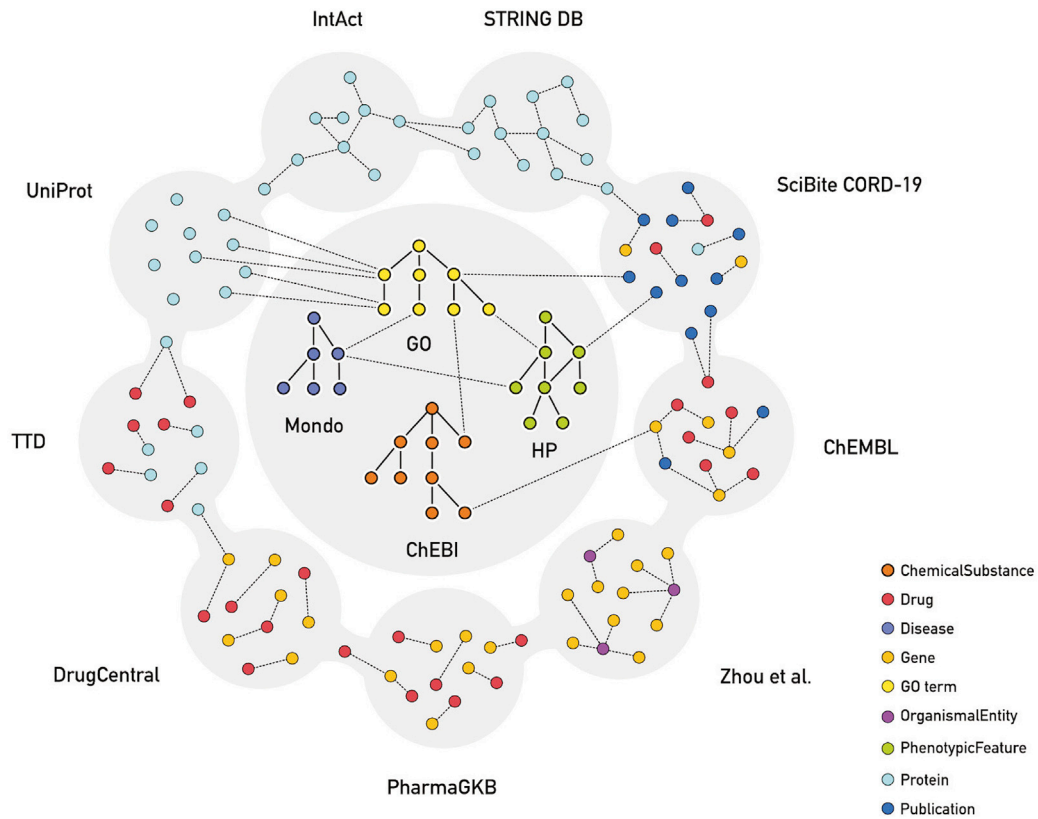 IntAct
STRING DB
UniProt
SciBite CORD-19
GO
Mondo
HP
TTD
ChEMBL
ChEBI
DrugCentral
Zhou et al.
PharmaGKB
ChemicalSubstance
Drug
Disease
Gene
GO term
OrganismalEntity
PhenotypicFeature
Protein
Publication